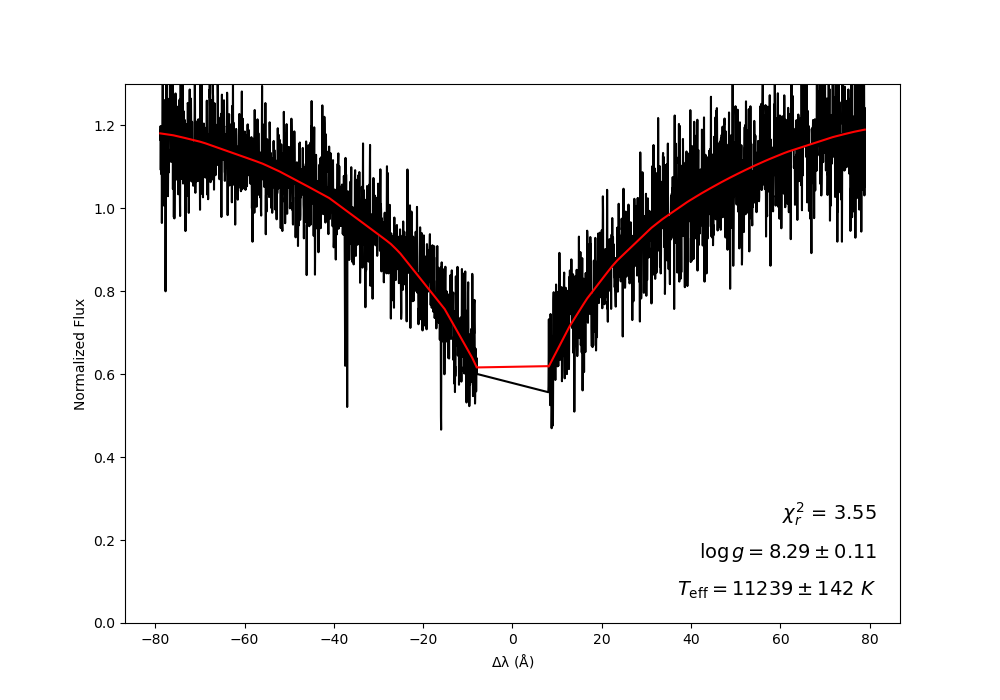 1.2
1.0
0.8
0.6
0.4
0.2
0.0
Normalized Flux
χ²ᵣ = 3.55
log g = 8.29 ± 0.11
T_eff = 11239 ± 142 K
−80 −60 −40 −20 0 20 40 60 80
Δλ (Å)